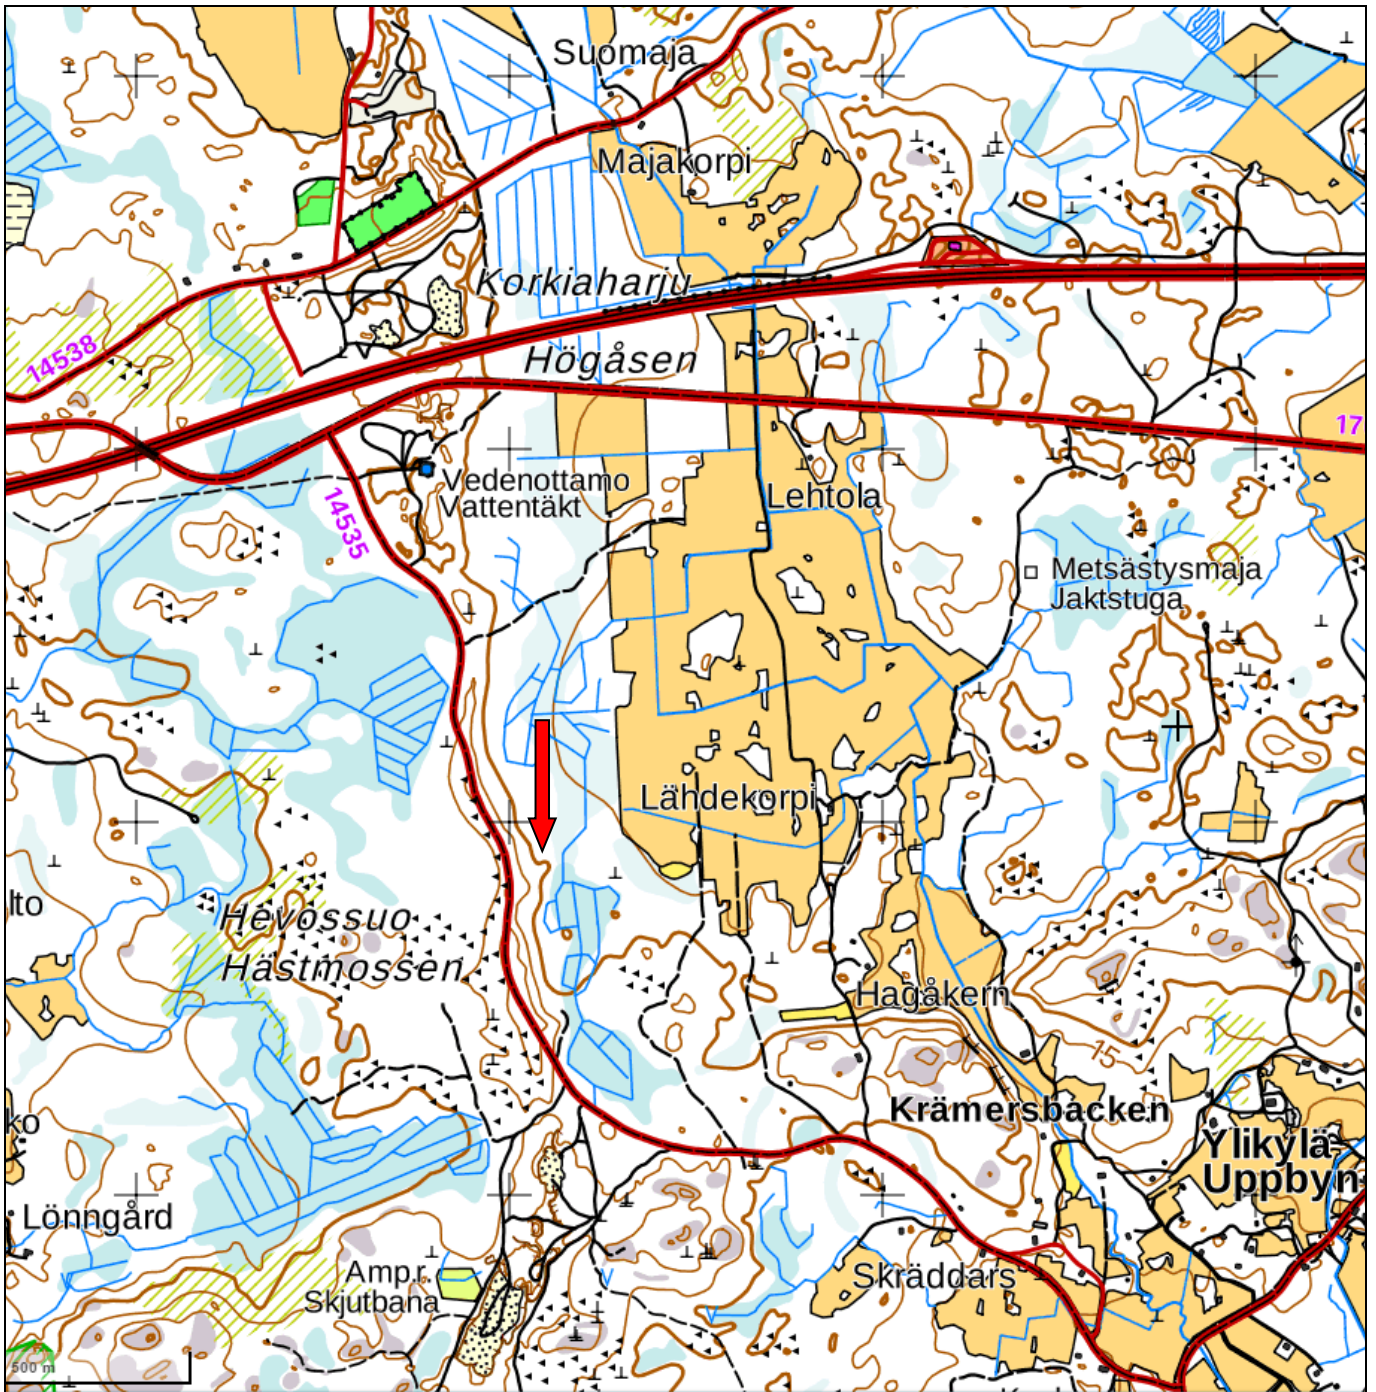 Suomaja
Majakorpi
Korkiaharju
14538
Högåsen
17
Vedenottamo
Vattentäkt
Lehtola
14535
Metsästysmaja
Jaktstuga
Lähdekorpi
lto
Hevossuo
Hästmossen
Hagåkern
15
ko
Krämersbacken
Ylikylä
Uppbyn
Lönngård
Amp.r.
Skjutbana
Skräddars
500 m